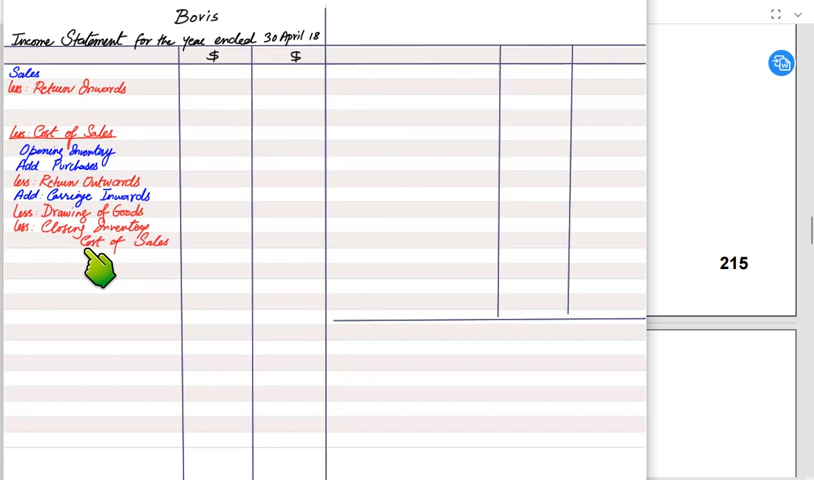 Bovis
Income Statement for the year ended 30 April 18
$ $
Sales
less: Return Inwards
less: Cost of Sales
Opening Inventory
Add Purchases
less: Return Outwards
Add: Carriage Inwards
less: Drawing of Goods
less: Closing Inventory
Cost of Sales
215